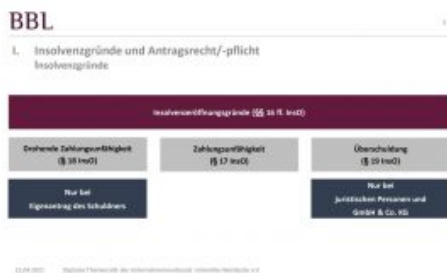 BBL
I. Insolvenzgründe und Antragsrecht/-pflicht
Insolvenzgründe
Insolvenzeröffnungsgründe (§§ 16 ff. InsO)
Drohende Zahlungsunfähigkeit
(§ 18 InsO)
Zahlungsunfähigkeit
(§ 17 InsO)
Überschuldung
(§ 19 InsO)
Nur bei
Eigenantrag des Schuldners
Nur bei
juristischen Personen und
GmbH & Co. KG